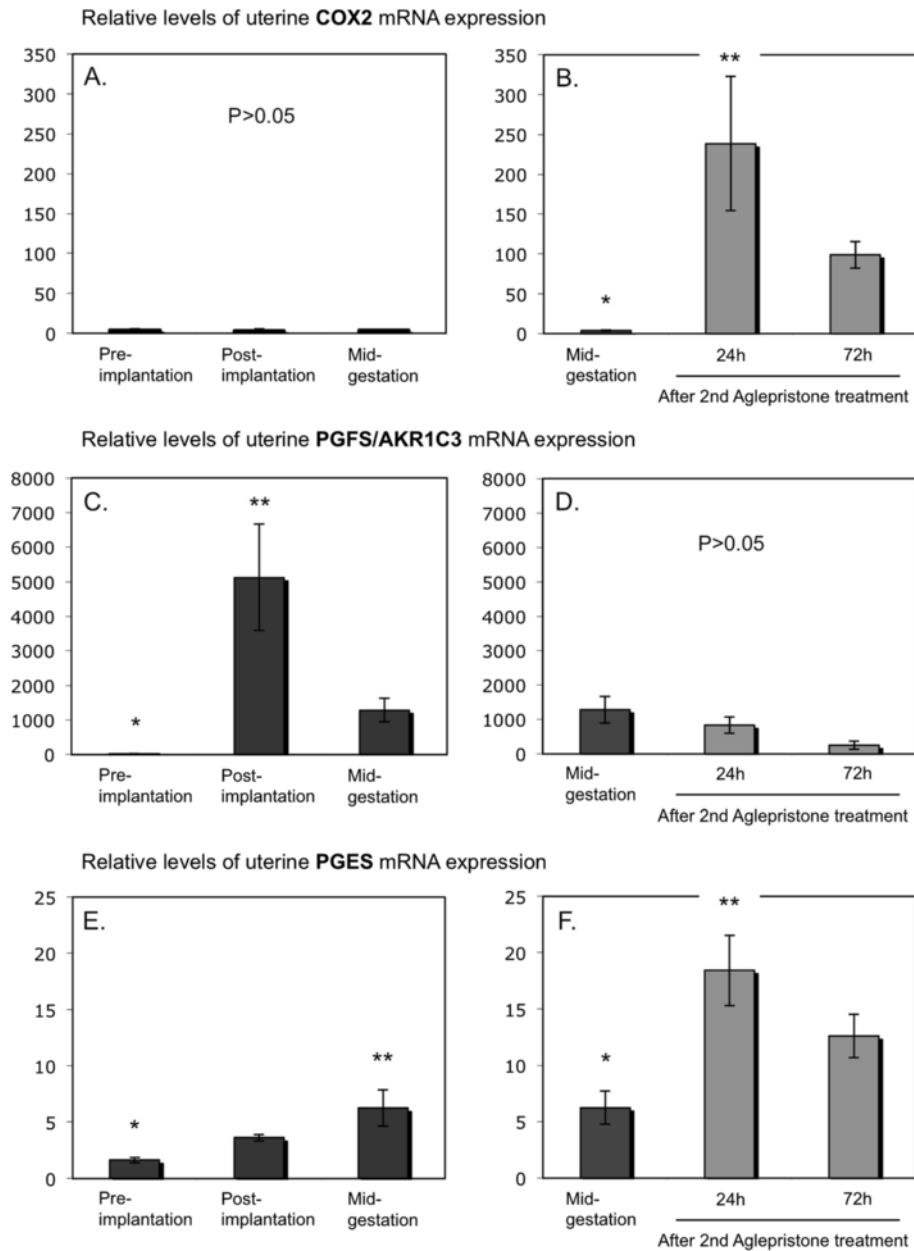 Relative levels of uterine COX2 mRNA expression
A.
P>0.05
350
300
250
200
150
100
50
0
Pre-
implantation
Post-
implantation
Mid-
gestation
B.
**
*
350
300
250
200
150
100
50
0
Mid-
gestation
24h
72h
After 2nd Aglepristone treatment
Relative levels of uterine PGFS/AKR1C3 mRNA expression
C.
**
*
8000
7000
6000
5000
4000
3000
2000
1000
0
Pre-
implantation
Post-
implantation
Mid-
gestation
D.
P>0.05
8000
7000
6000
5000
4000
3000
2000
1000
0
Mid-
gestation
24h
72h
After 2nd Aglepristone treatment
Relative levels of uterine PGES mRNA expression
E.
**
*
25
20
15
10
5
0
Pre-
implantation
Post-
implantation
Mid-
gestation
F.
**
*
25
20
15
10
5
0
Mid-
gestation
24h
72h
After 2nd Aglepristone treatment